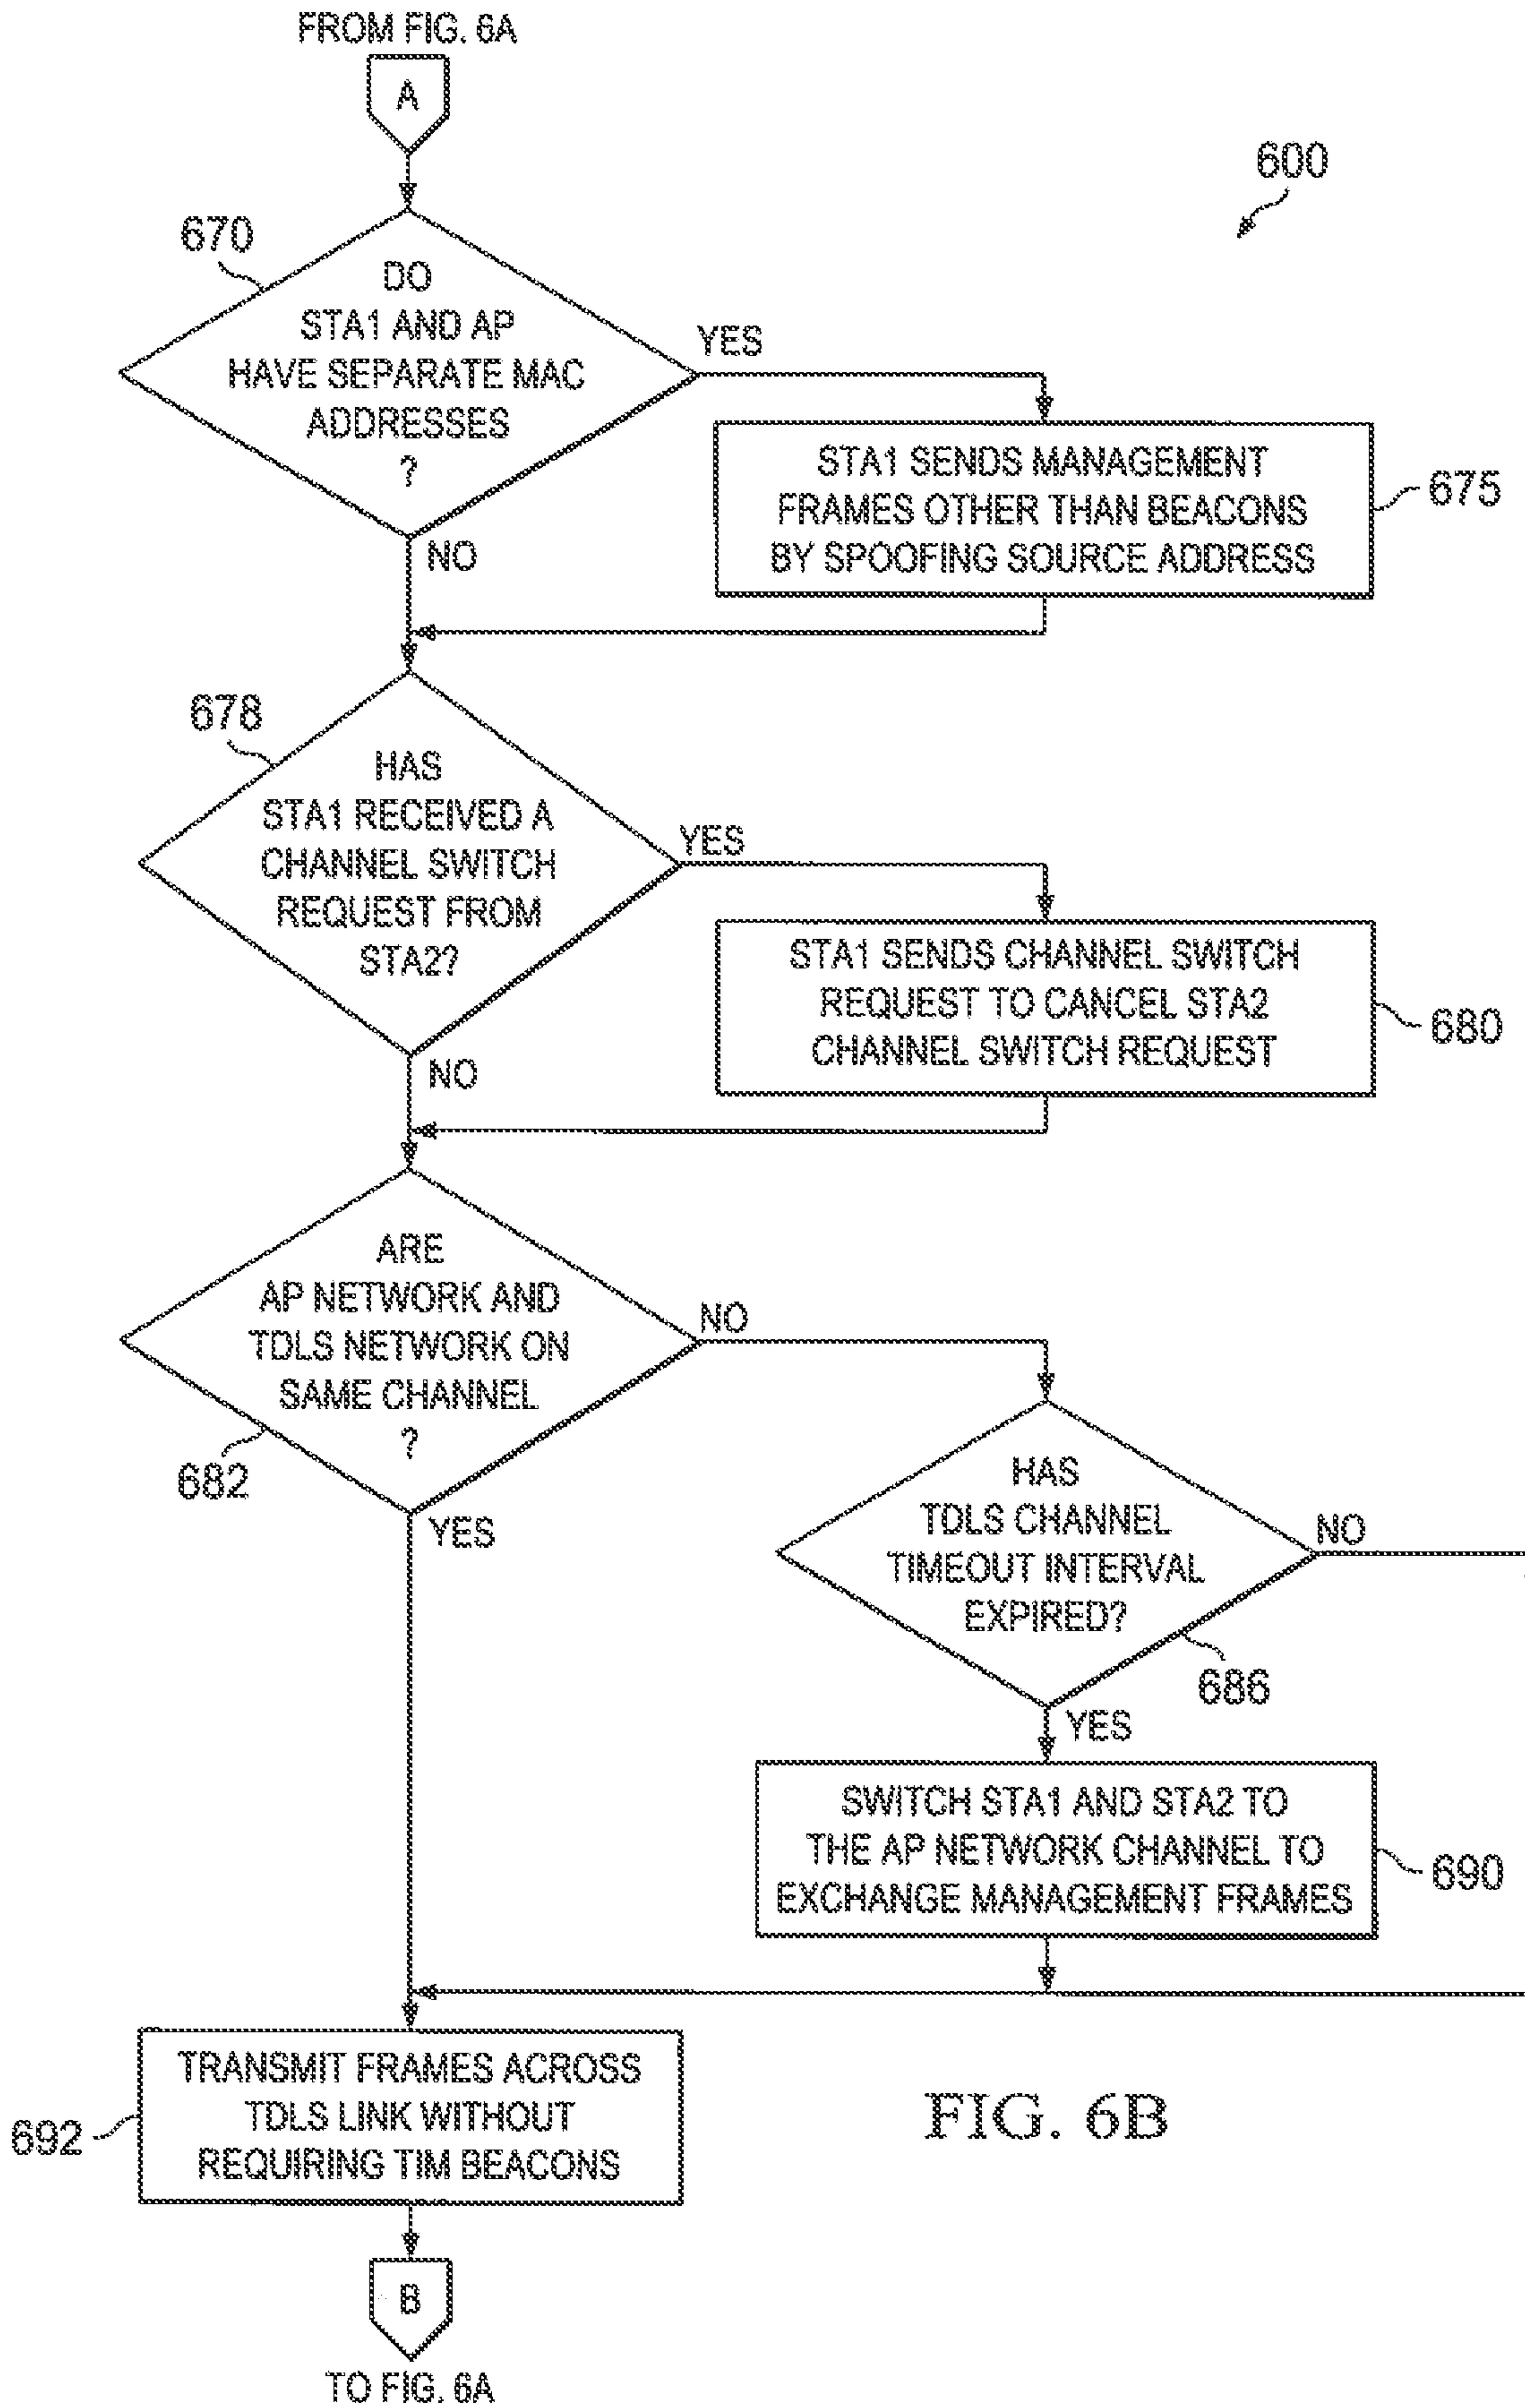 FROM FIG. 6A
A
600
670
DO
STA1 AND AP
HAVE SEPARATE MAC
ADDRESSES
?
YES
NO
STA1 SENDS MANAGEMENT
FRAMES OTHER THAN BEACONS
BY SPOOFING SOURCE ADDRESS
675
678
HAS
STA1 RECEIVED A
CHANNEL SWITCH
REQUEST FROM
STA2?
YES
NO
STA1 SENDS CHANNEL SWITCH
REQUEST TO CANCEL STA2
CHANNEL SWITCH REQUEST
680
ARE
AP NETWORK AND
TDLS NETWORK ON
SAME CHANNEL
?
NO
682
YES
HAS
TDLS CHANNEL
TIMEOUT INTERVAL
EXPIRED?
NO
686
YES
SWITCH STA1 AND STA2 TO
THE AP NETWORK CHANNEL TO
EXCHANGE MANAGEMENT FRAMES
690
TRANSMIT FRAMES ACROSS
TDLS LINK WITHOUT
REQUIRING TIM BEACONS
692
FIG. 6B
B
TO FIG. 6A